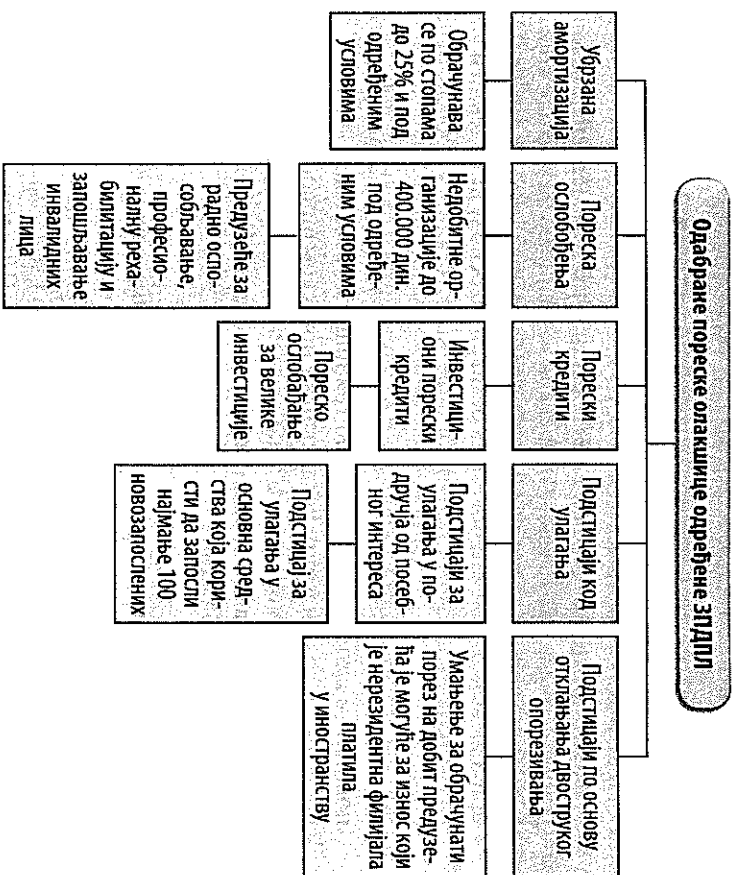 Одабране пореске олакшице одређене ЗПДПЛ
Убрзана
амортизација
Обрачунава
се по стопама
до 25% и под
одређеним
условима
Пореска
ослобођења
Недобитне ор-
ганизације до
400.000 дин.
под одређе-
ним условима
Предузеће за
радно оспо-
собљавање,
професио-
налну реха-
билитацију и
запошљавање
инвалидних
лица
Порески
кредити
Инвестици-
они порески
кредити
Пореско
ослобађање
за велике
инвестиције
Подстицаји код
улагања
Подстицаји за
улагања у по-
дручја од посеб-
ног интереса
Подстицај за
улагања у
основна сред-
ства која кори-
сти да запосли
најмање 100
новозапослених
Подстицаји по основу
отклањања двоструког
опорезивања
Умањење за обрачунати
порез на добит предузе-
ћа је могуће за износ који
је нерезидентна филијала
платила
у иностранству